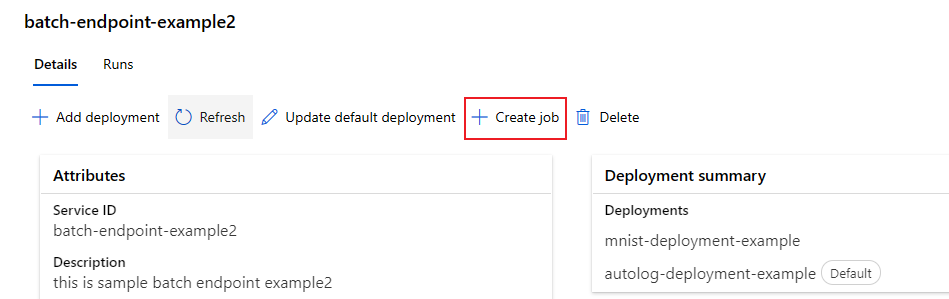 batch-endpoint-example2
Details Runs
Add deployment Refresh Update default deployment Create job Delete
Attributes
Service ID
batch-endpoint-example2
Description
this is sample batch endpoint example2
Deployment summary
Deployments
mnist-deployment-example
autolog-deployment-example Default